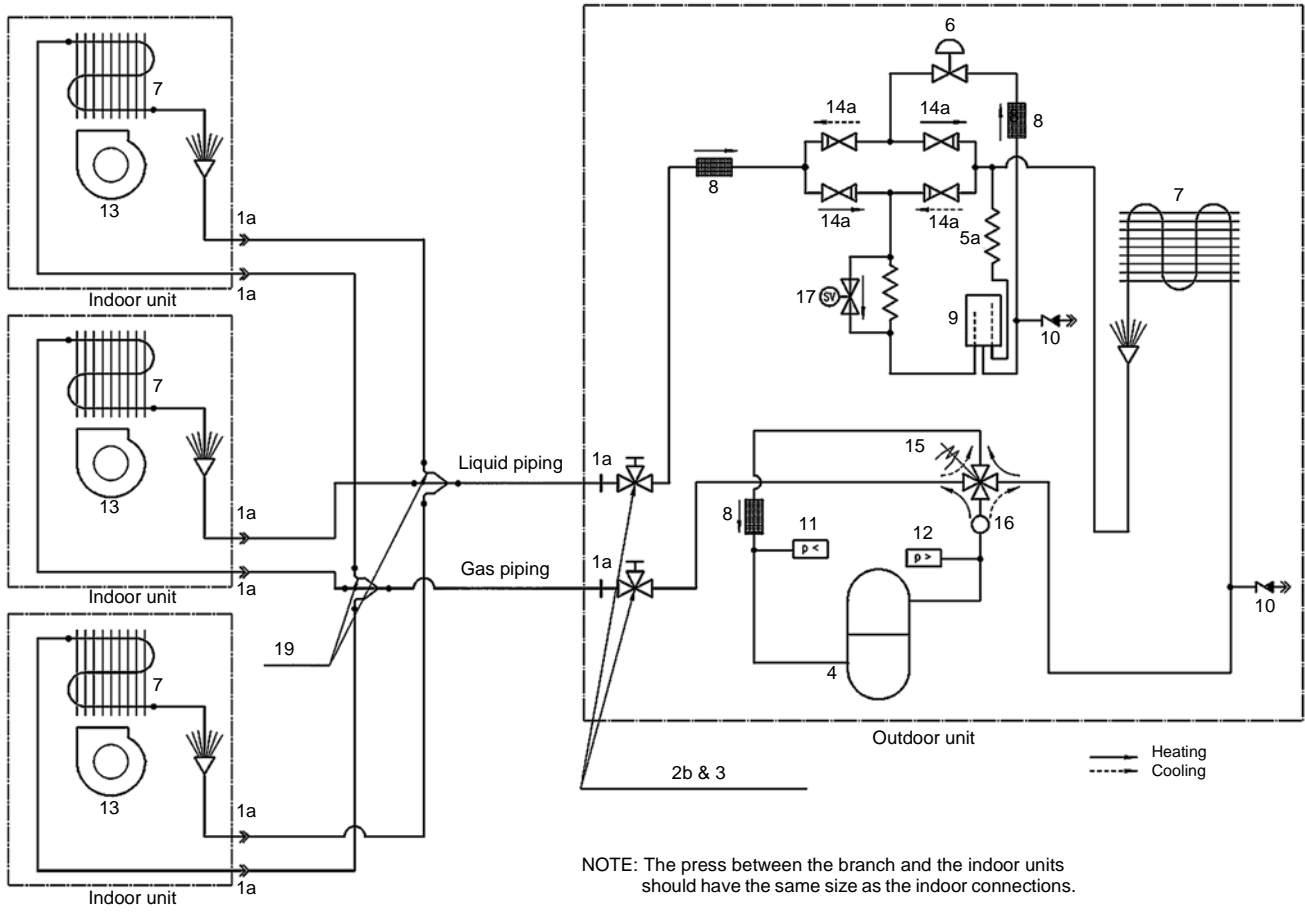 7
13
1a
1a
Indoor unit
7
13
1a
1a
Indoor unit
7
13
1a
1a
Indoor unit
19
Liquid piping
Gas piping
1a
1a
2b & 3
6
14a
14a
8
8
14a
14a
5a
17
SV
9
10
7
15
8
11
p <
12
p >
16
4
10
Outdoor unit
Heating
Cooling
NOTE: The press between the branch and the indoor units
should have the same size as the indoor connections.